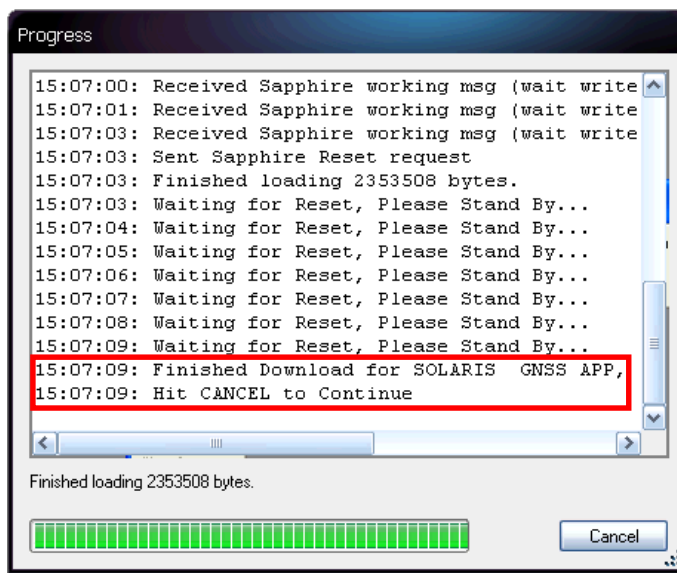 Progress
15:07:00: Received Sapphire working msg (wait write
15:07:01: Received Sapphire working msg (wait write
15:07:03: Received Sapphire working msg (wait write
15:07:03: Sent Sapphire Reset request
15:07:03: Finished loading 2353508 bytes.
15:07:03: Waiting for Reset, Please Stand By...
15:07:04: Waiting for Reset, Please Stand By...
15:07:05: Waiting for Reset, Please Stand By...
15:07:06: Waiting for Reset, Please Stand By...
15:07:07: Waiting for Reset, Please Stand By...
15:07:08: Waiting for Reset, Please Stand By...
15:07:09: Waiting for Reset, Please Stand By...
15:07:09: Finished Download for SOLARIS  GNSS APP,
15:07:09: Hit CANCEL to Continue
Finished loading 2353508 bytes.
Cancel